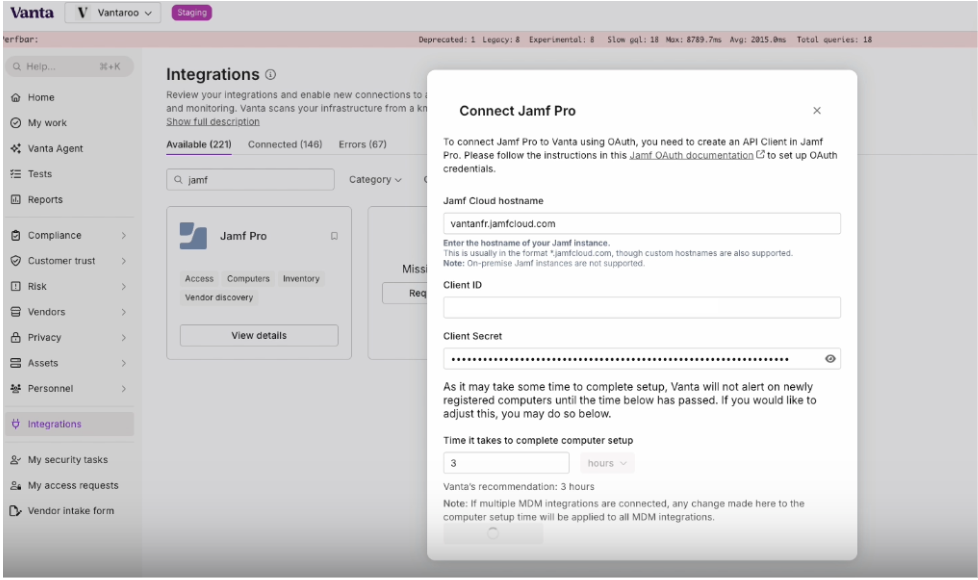 Vanta
V Vantaroo
Staging
Perfbar:
Deprecated: 1 Legacy: 8 Experimental: 8 Slow gql: 18 Max: 8789.7ms Avg: 2015.0ms Total queries: 18
Help... ⌘+K
Home
My work
Vanta Agent
Tests
Reports
Compliance
Customer trust
Risk
Vendors
Privacy
Assets
Personnel
Integrations
My security tasks
My access requests
Vendor intake form
Integrations
Review your integrations and enable new connections to
and monitoring. Vanta scans your infrastructure from a
Show full description
Available (221) Connected (146) Errors (67)
jamf
Category
Jamf Pro
Access Computers Inventory
Vendor discovery
View details
Missi
Req
Connect Jamf Pro
To connect Jamf Pro to Vanta using OAuth, you need to create an API Client in Jamf
Pro. Please follow the instructions in this Jamf OAuth documentation to set up OAuth
credentials.
Jamf Cloud hostname
vantanfr.jamfcloud.com
Enter the hostname of your Jamf instance.
This is usually in the format *.jamfcloud.com, though custom hostnames are also supported.
Note: On-premise Jamf instances are not supported.
Client ID
Client Secret
As it may take some time to complete setup, Vanta will not alert on newly
registered computers until the time below has passed. If you would like to
adjust this, you may do so below.
Time it takes to complete computer setup
3 hours
Vanta's recommendation: 3 hours
Note: If multiple MDM integrations are connected, any change made here to the
computer setup time will be applied to all MDM integrations.